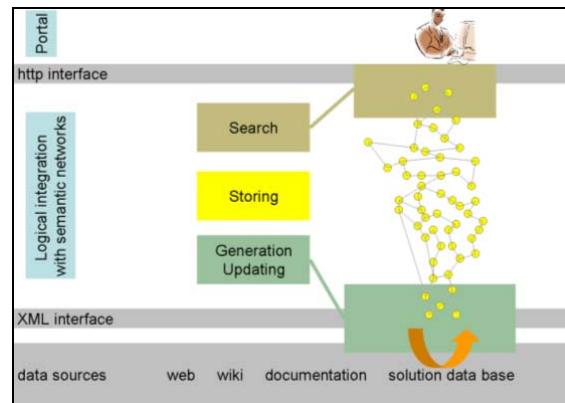 Portal
http interface
Logical integration
with semantic networks
Search
Storing
Generation
Updating
XML interface
data sources web wiki documentation solution data base